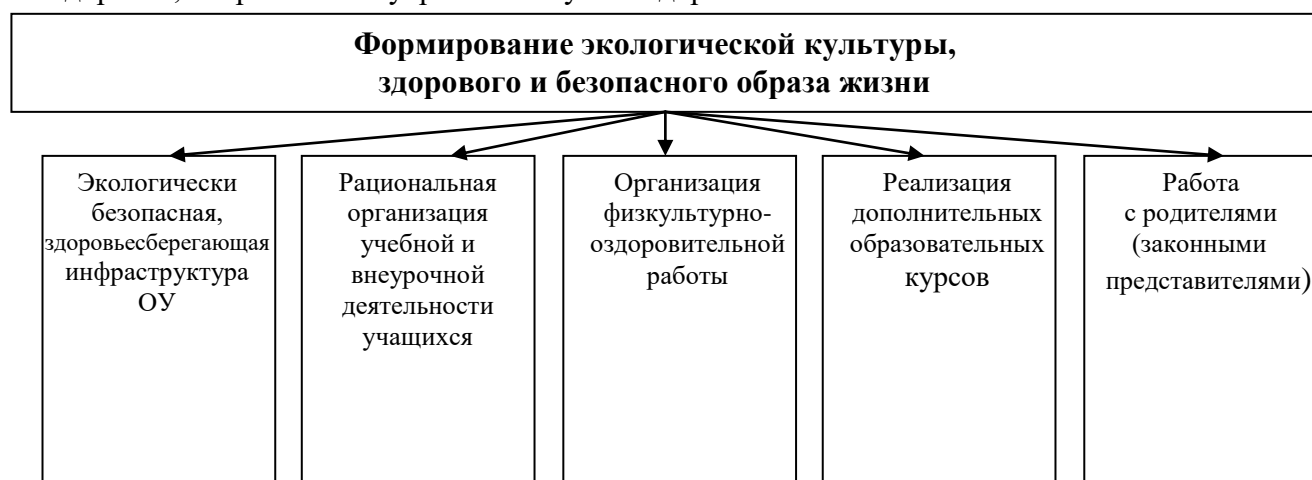 Формирование экологической культуры,
здорового и безопасного образа жизни
Экологически
безопасная,
здоровьесберегающая
инфраструктура
ОУ
Рациональная
организация
учебной и
внеурочной
деятельности
учащихся
Организация
физкультурно-
оздоровительной
работы
Реализация
дополнительных
образовательных
курсов
Работа
с родителями
(законными
представителями)